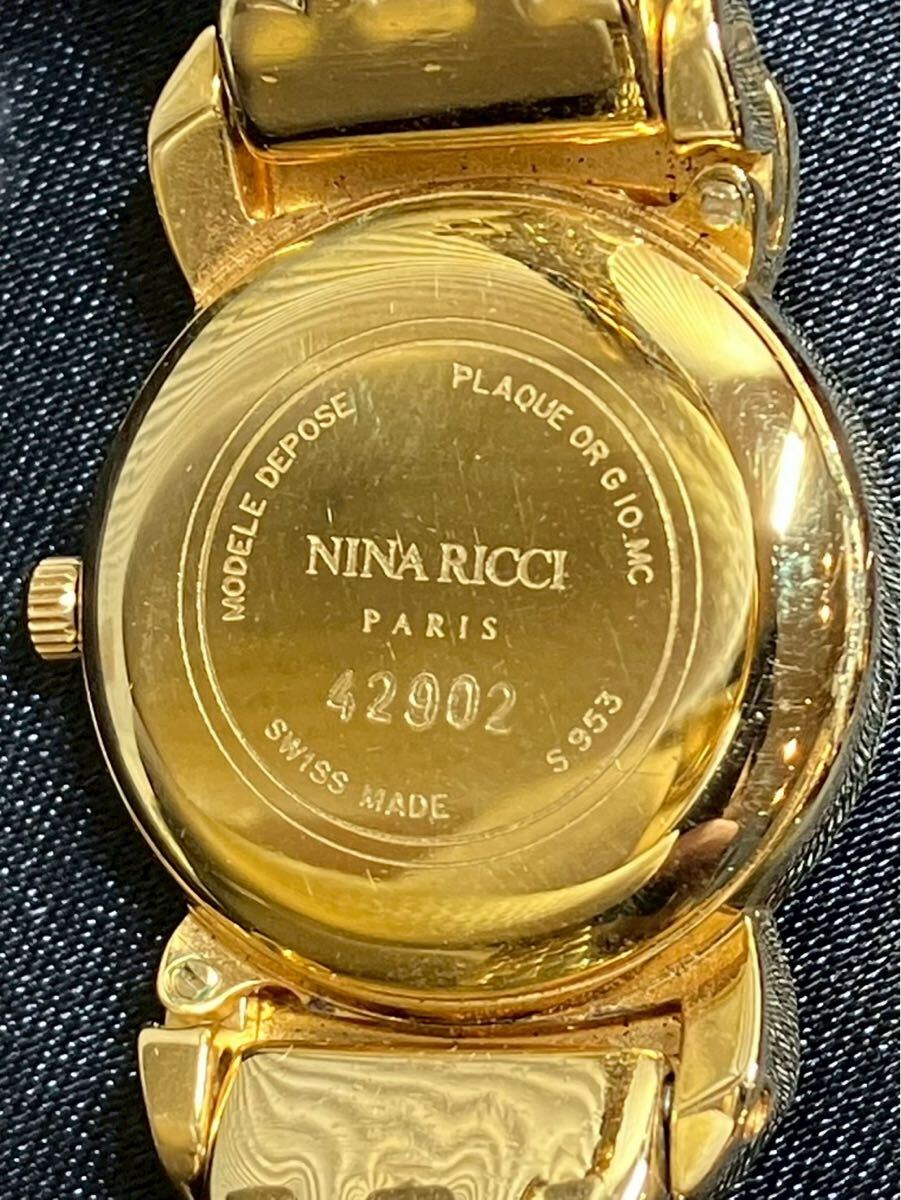 MODELE DEPOSE
PLAQUE OR G 10.MC
NINA RICCI
PARIS
42902
SWISS MADE
S 953